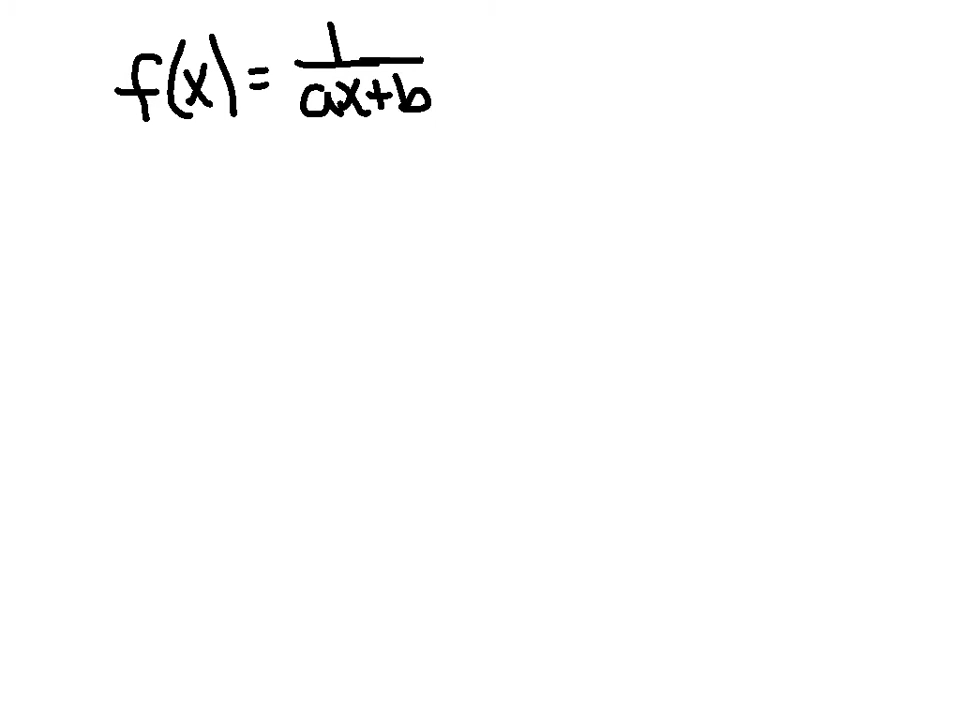 f(x) = 1/(ax+b)